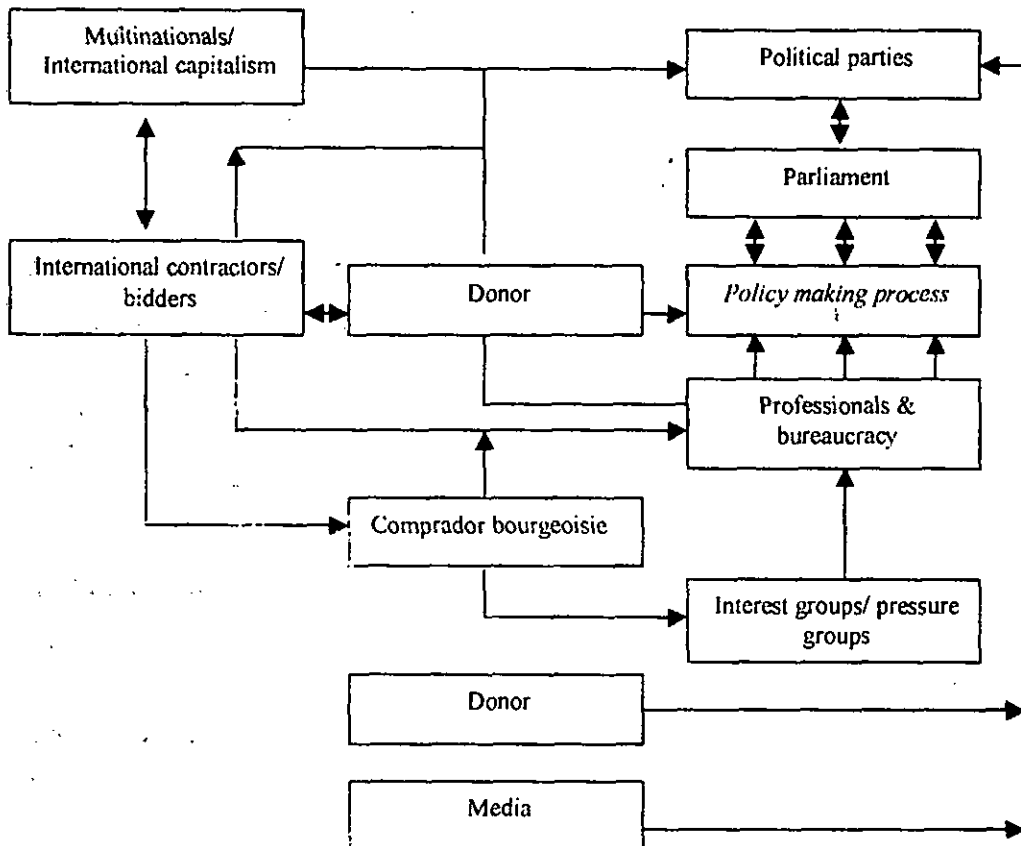 Multinationals/
International capitalism
Political parties
Parliament
International contractors/
bidders
Donor
Policy making process
Professionals &
bureaucracy
Comprador bourgeoisie
Interest groups/ pressure
groups
Donor
Media